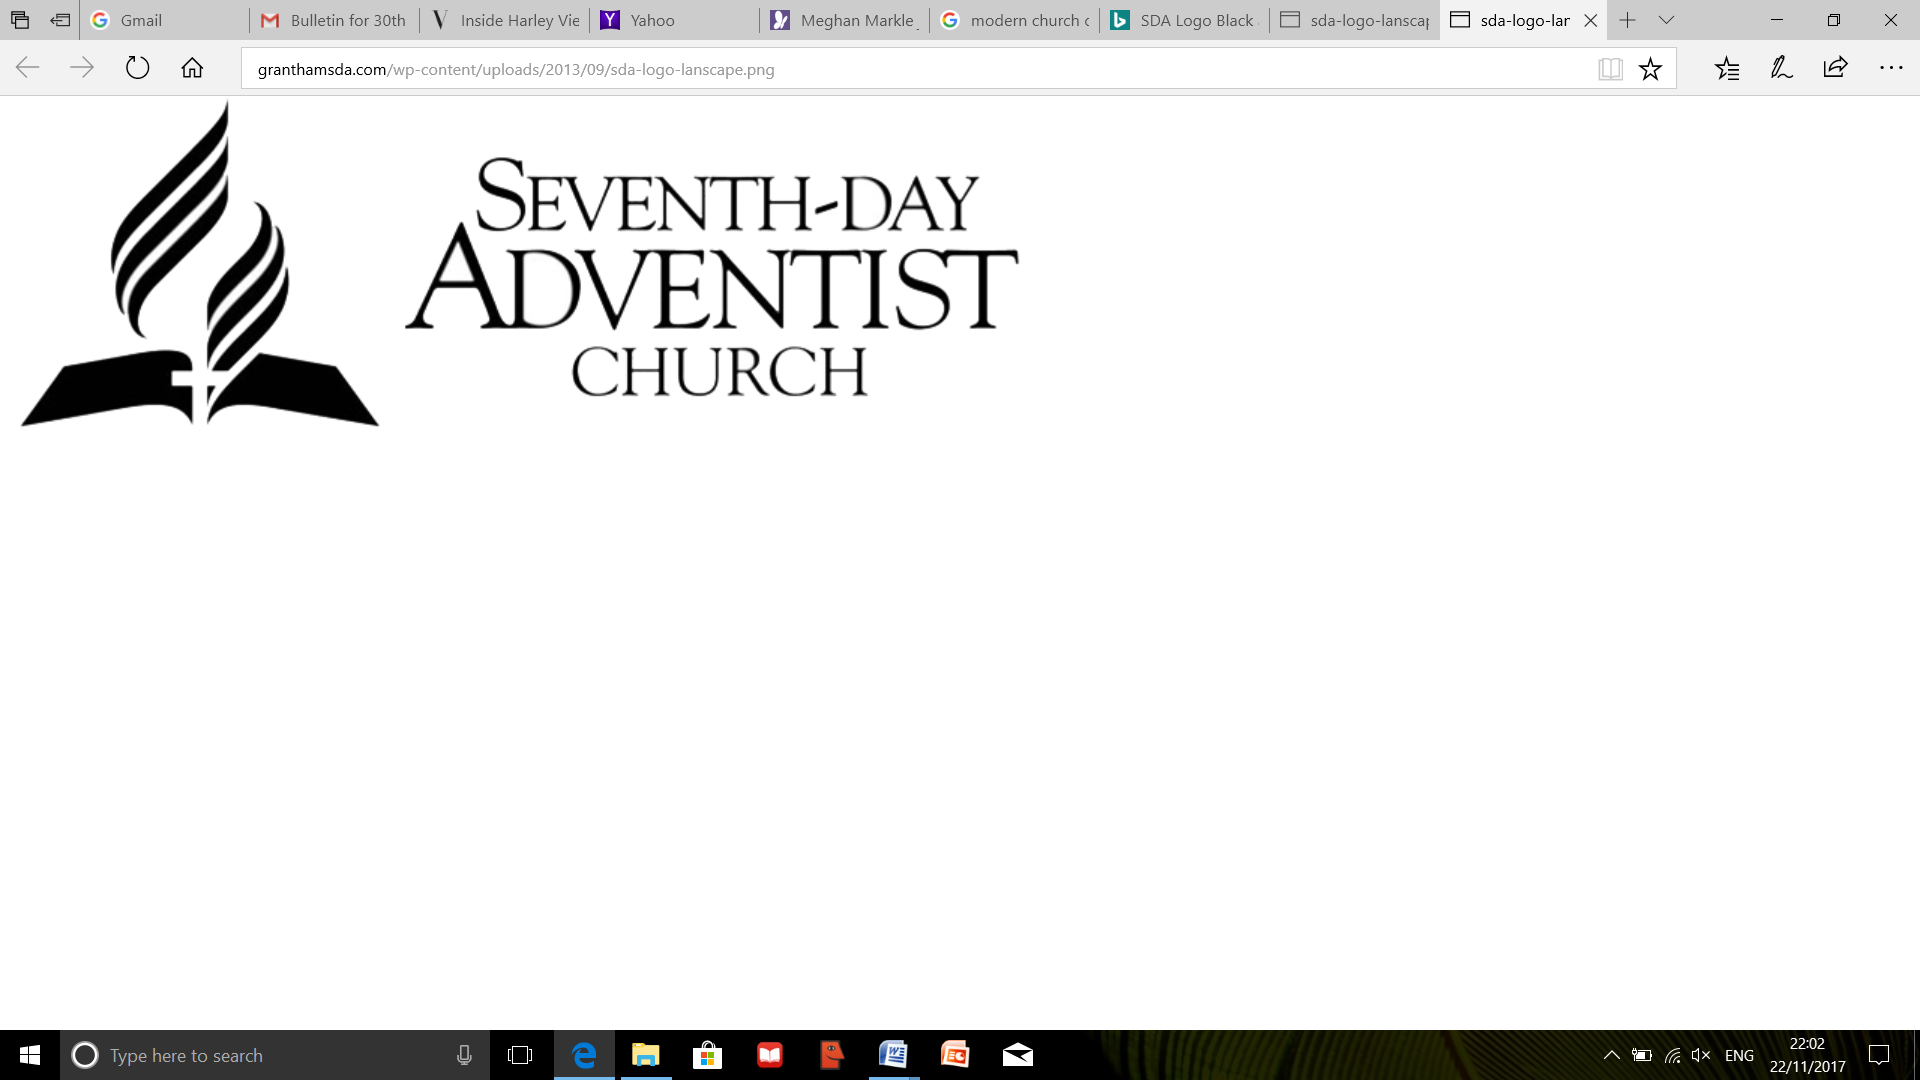 Gmail
Bulletin for 30th
Inside Harley Vie
Yahoo
Meghan Markle
modern church c
SDA Logo Black
sda-logo-lanscap
sda-logo-lar
granthamsda.com/wp-content/uploads/2013/09/sda-logo-lanscape.png
SEVENTH-DAY
ADVENTIST
CHURCH
Type here to search
ENG
22:02
22/11/2017